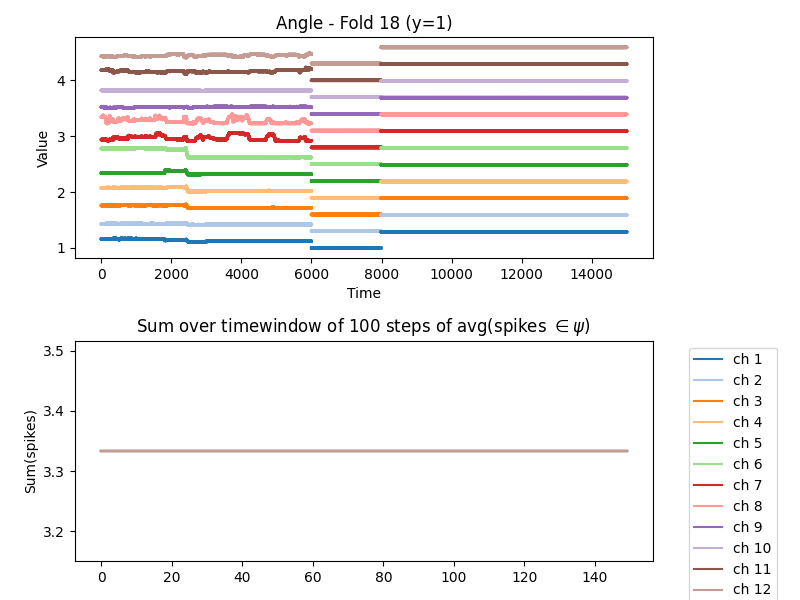 Angle - Fold 18 (y=1)
Value
4
3
2
1
0 2000 4000 6000 8000 10000 12000 14000
Time
Sum over timewindow of 100 steps of avg(spikes ∈ ψ)
Sum(spikes)
3.5
3.4
3.3
3.2
0 20 40 60 80 100 120 140
ch 1
ch 2
ch 3
ch 4
ch 5
ch 6
ch 7
ch 8
ch 9
ch 10
ch 11
ch 12